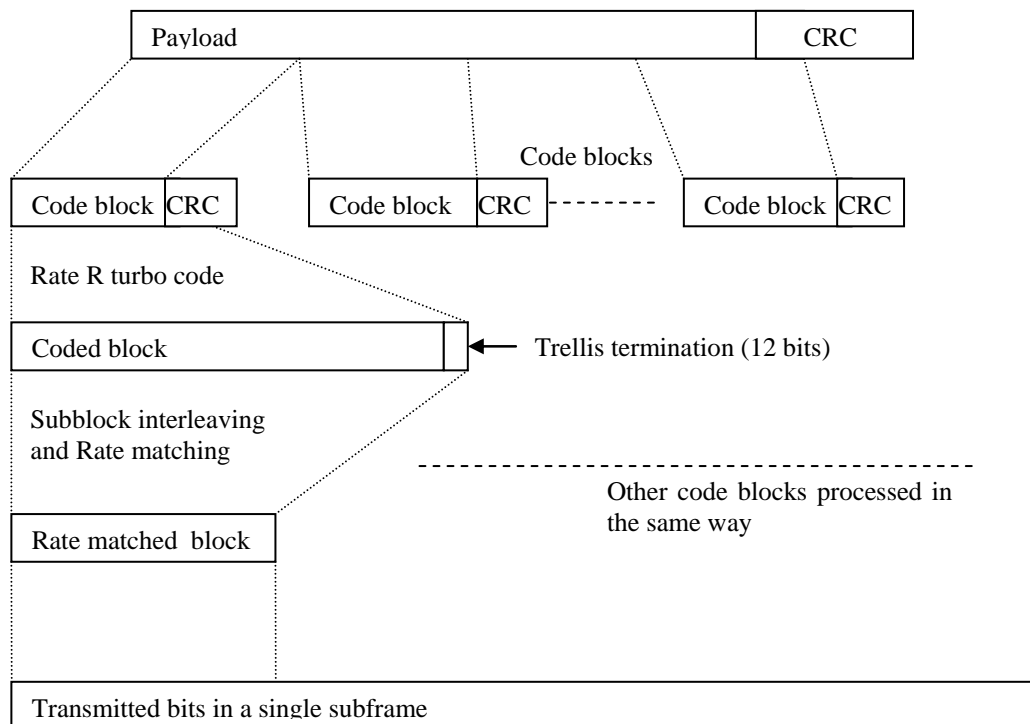 Payload CRC
Code blocks
Code block CRC Code block CRC Code block CRC
Rate R turbo code
Coded block
Trellis termination (12 bits)
Subblock interleaving
and Rate matching
Other code blocks processed in
the same way
Rate matched block
Transmitted bits in a single subframe